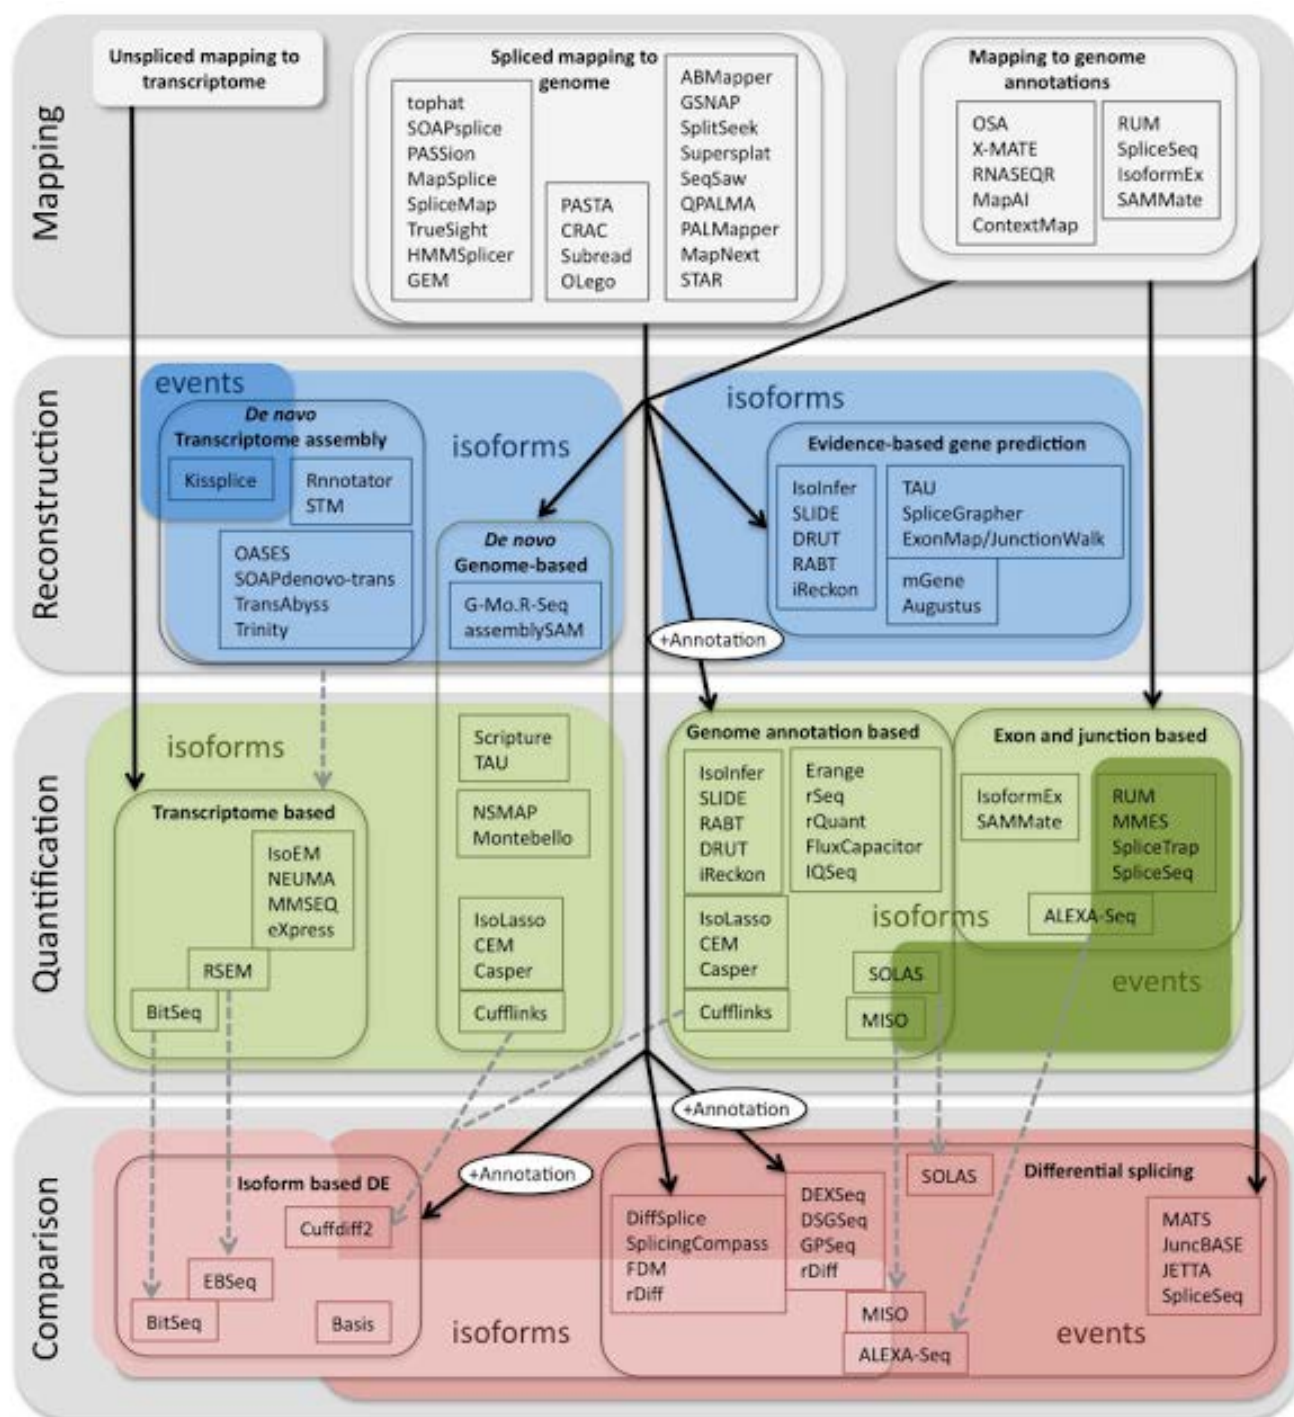 Mapping
Unspliced mapping to
transcriptome
Spliced mapping to
genome
tophat
SOAPsplice
PASSion
MapSplice
SpliceMap
TrueSight
HMMSplicer
GEM
PASTA
CRAC
Subread
OLego
ABMapper
GSNAP
SplitSeek
Supersplat
SeqSaw
QPALMA
PALMapper
MapNext
STAR
Mapping to genome
annotations
OSA
X-MATE
RNASEQR
MapAI
ContextMap
RUM
SpliceSeq
IsoformEx
SAMMate
Reconstruction
events
De novo
Transcriptome assembly
Kissplice
Rnnotator
STM
OASES
SOAPdenovo-trans
TransAbyss
Trinity
isoforms
De novo
Genome-based
G-Mo.R-Seq
assemblySAM
isoforms
Evidence-based gene prediction
IsoInfer
SLIDE
DRUT
RABT
iReckon
TAU
SpliceGrapher
ExonMap/JunctionWalk
mGene
Augustus
+Annotation
Quantification
isoforms
Transcriptome based
IsoEM
NEUMA
MMSEQ
eXpress
RSEM
BitSeq
Scripture
TAU
NSMAP
Montebello
IsoLasso
CEM
Casper
Cufflinks
Genome annotation based
IsoInfer
SLIDE
RABT
DRUT
iReckon
Erange
rSeq
rQuant
FluxCapacitor
IQSeq
IsoLasso
CEM
Casper
Cufflinks
isoforms
SOLAS
MISO
Exon and junction based
IsoformEx
SAMMate
RUM
MMES
SpliceTrap
SpliceSeq
ALEXA-Seq
events
Comparison
+Annotation
+Annotation
Isoform based DE
Cuffdiff2
EBSeq
BitSeq
Basis
isoforms
DiffSplice
SplicingCompass
FDM
rDiff
DEXSeq
DSGSeq
GPSeq
rDiff
SOLAS
Differential splicing
MATS
JuncBASE
JETTA
SpliceSeq
MISO
ALEXA-Seq
events